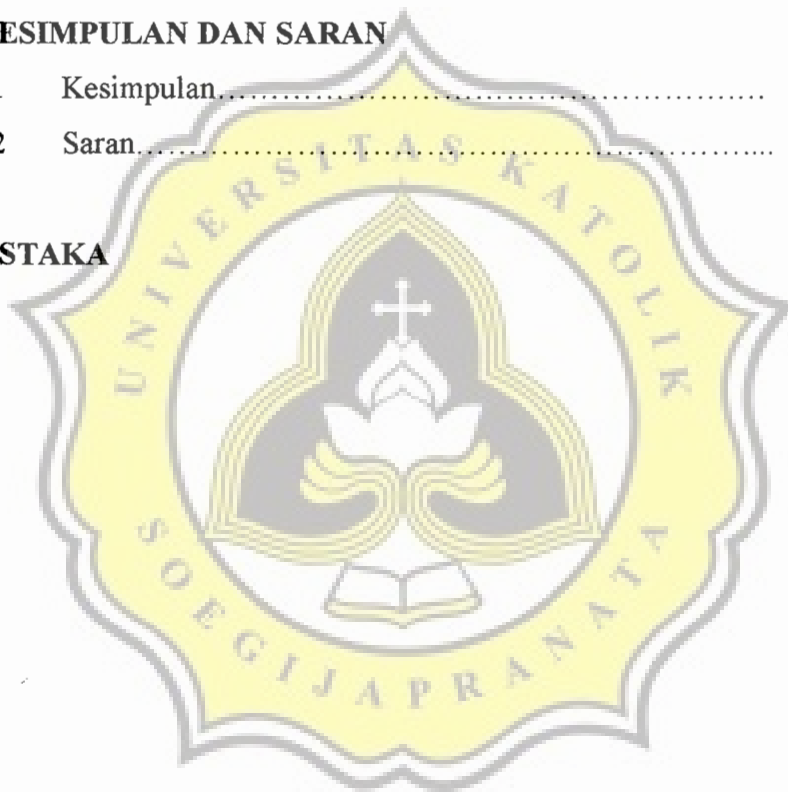 ESIMPULAN DAN SARAN
Kesimpulan……………………………………………
2 Saran……………………………………………....
STAKA
UNIVERSITAS KATOLIK
SOEGIJAPRANATA